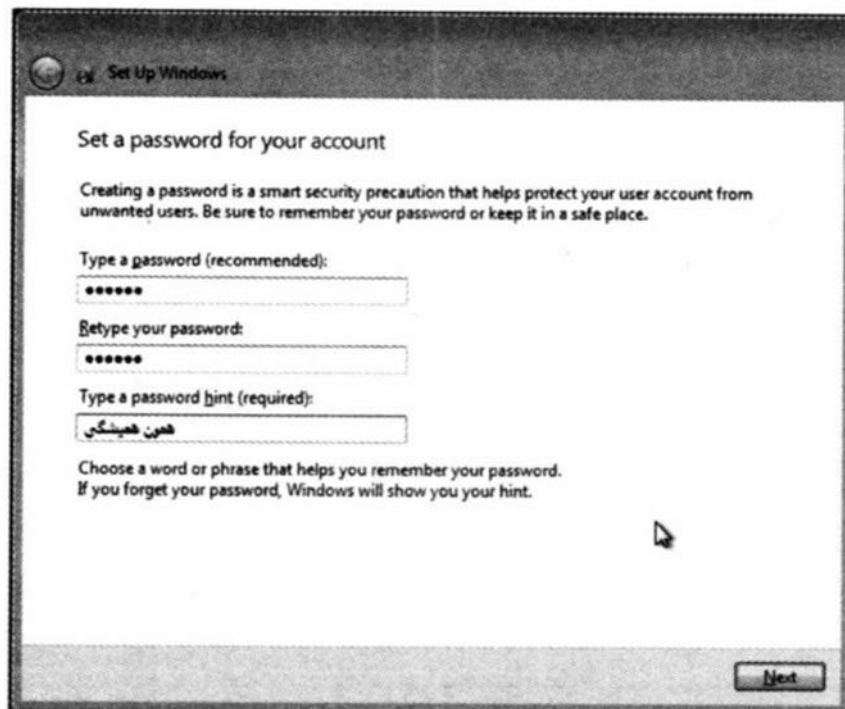 Set Up Windows
Set a password for your account
Creating a password is a smart security precaution that helps protect your user account from
unwanted users. Be sure to remember your password or keep it in a safe place.
Type a password (recommended):
••••••
Retype your password:
••••••
Type a password hint (required):
همون همیشگی
Choose a word or phrase that helps you remember your password.
If you forget your password, Windows will show you your hint.
Next